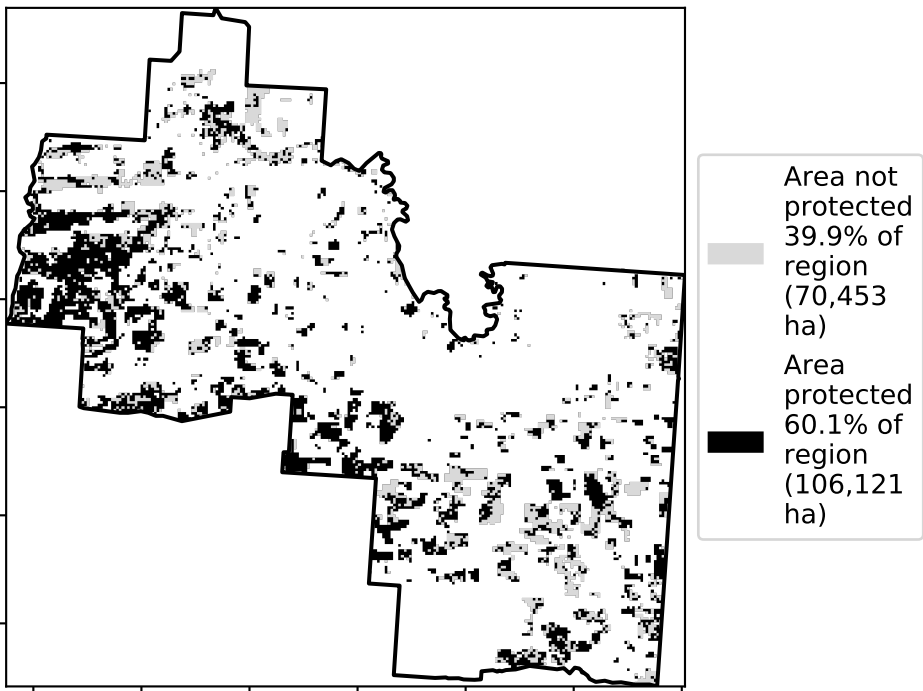 Area not
protected
39.9% of
region
(70,453
ha)
Area
protected
60.1% of
region
(106,121
ha)